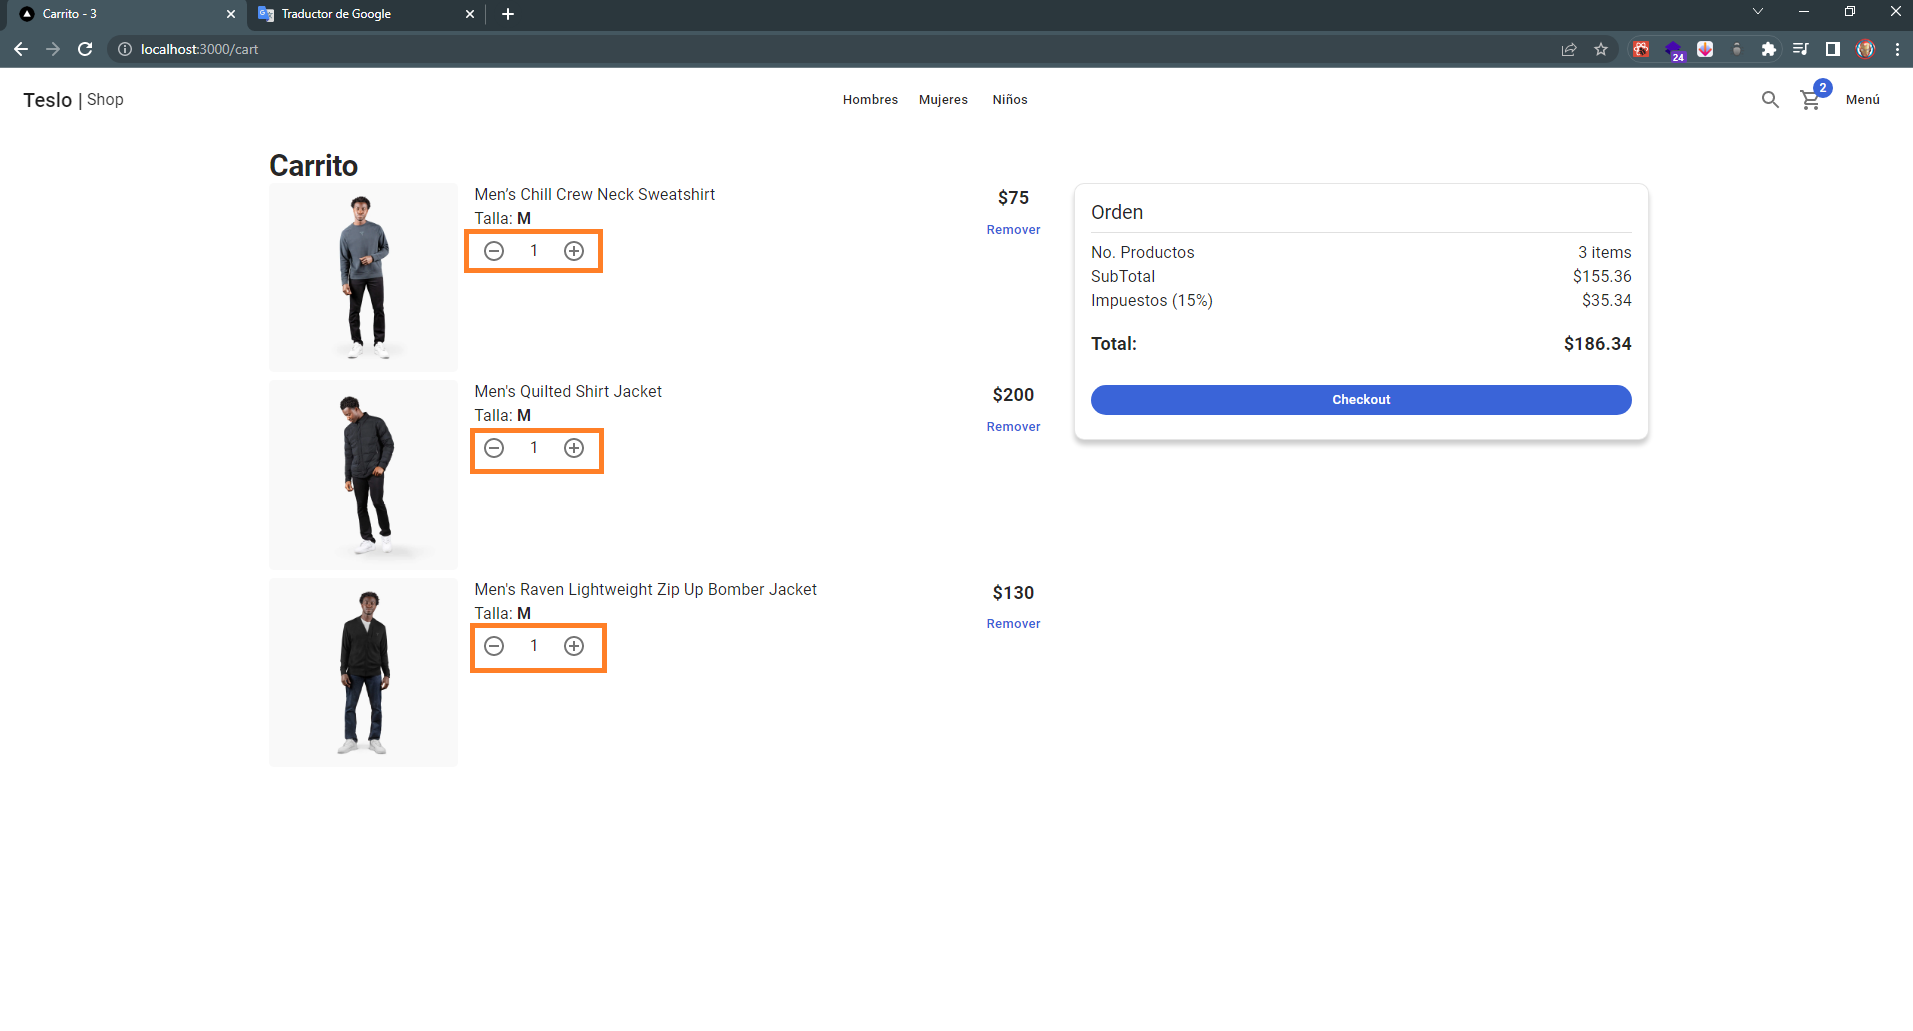 Carrito - 3
Traductor de Google
localhost:3000/cart
24
Teslo | Shop
Hombres Mujeres Niños
2
Menú
Carrito
Men’s Chill Crew Neck Sweatshirt
Talla: M
1
$75
Remover
Men's Quilted Shirt Jacket
Talla: M
1
$200
Remover
Men's Raven Lightweight Zip Up Bomber Jacket
Talla: M
1
$130
Remover
Orden
No. Productos 3 items
SubTotal $155.36
Impuestos (15%) $35.34
Total: $186.34
Checkout